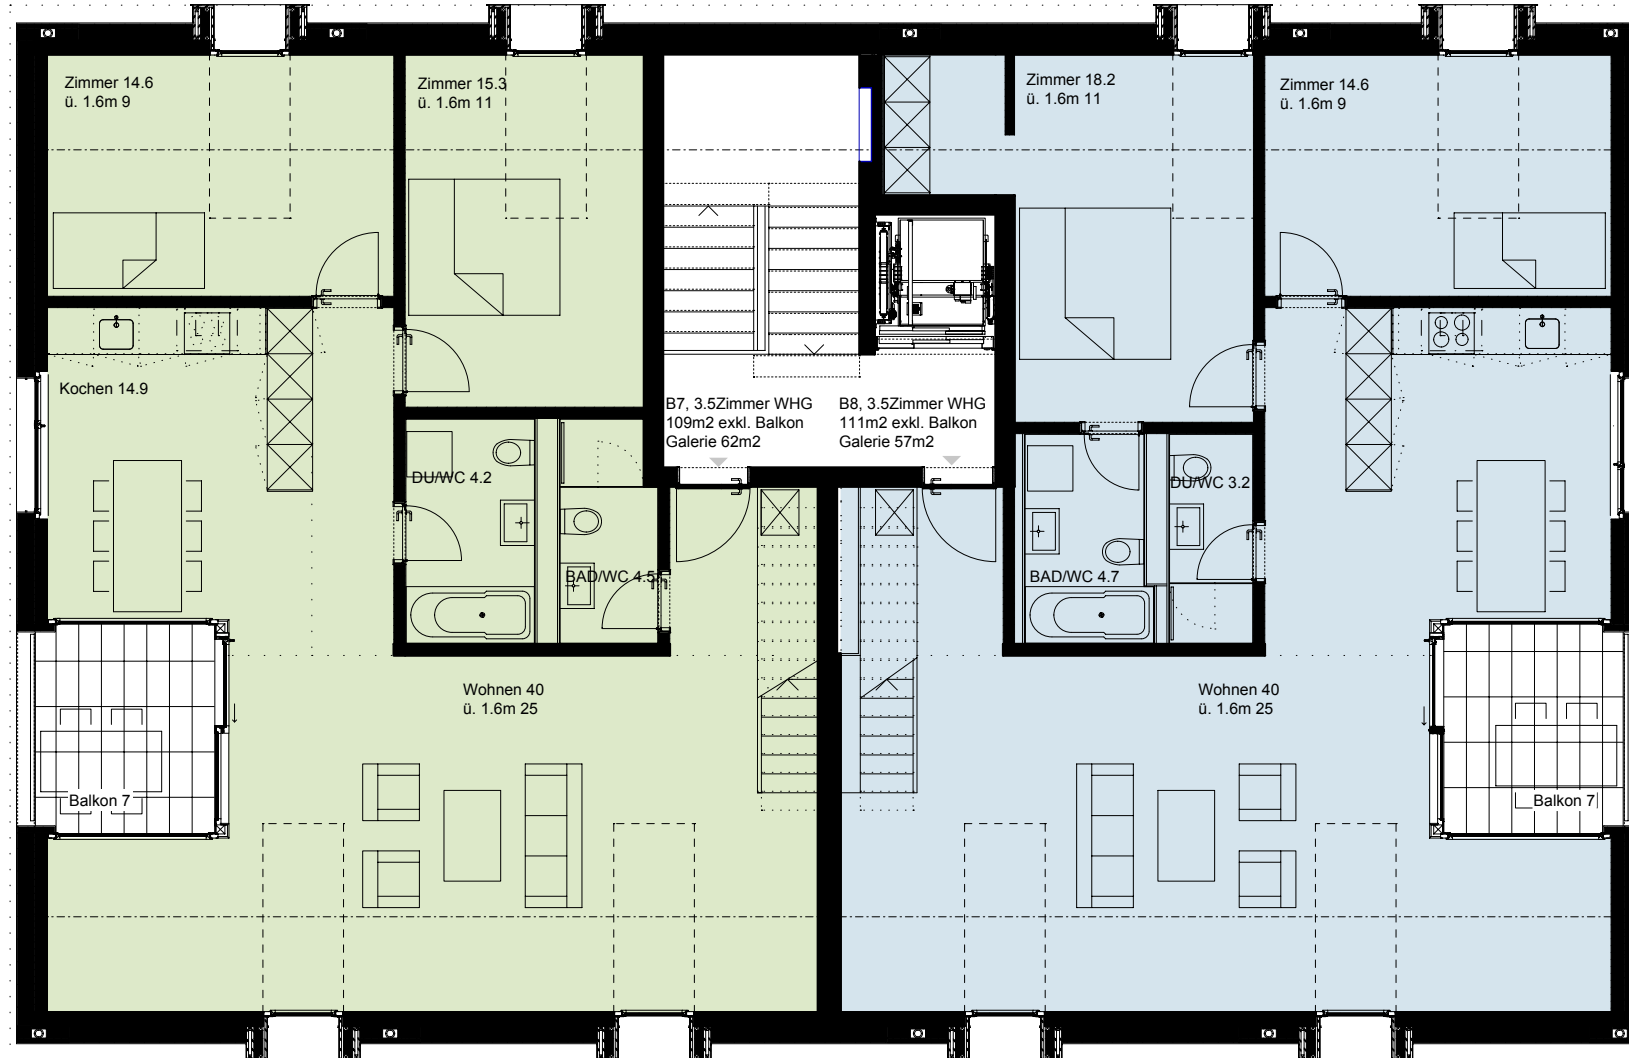 Zimmer 14.6
ü. 1.6m 9
Zimmer 15.3
ü. 1.6m 11
Zimmer 18.2
ü. 1.6m 11
Zimmer 14.6
ü. 1.6m 9
Kochen 14.9
B7, 3.5Zimmer WHG
109m2 exkl. Balkon
Galerie 62m2
B8, 3.5Zimmer WHG
111m2 exkl. Balkon
Galerie 57m2
DU/WC 4.2
DU/WC 3.2
BAD/WC 4.5
BAD/WC 4.7
Wohnen 40
ü. 1.6m 25
Wohnen 40
ü. 1.6m 25
Balkon 7
Balkon 7